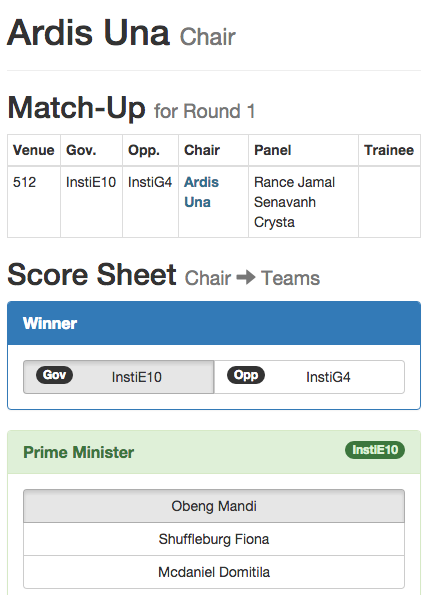 Ardis Una Chair
Match-Up for Round 1
Venue Gov. Opp. Chair Panel Trainee
512 InstiE10 InstiG4 Ardis Una Rance Jamal
Senavanh
Crysta
Score Sheet Chair ➔ Teams
Winner
Gov InstiE10 Opp InstiG4
Prime Minister InstiE10
Obeng Mandi
Shuffleburg Fiona
Mcdaniel Domitila